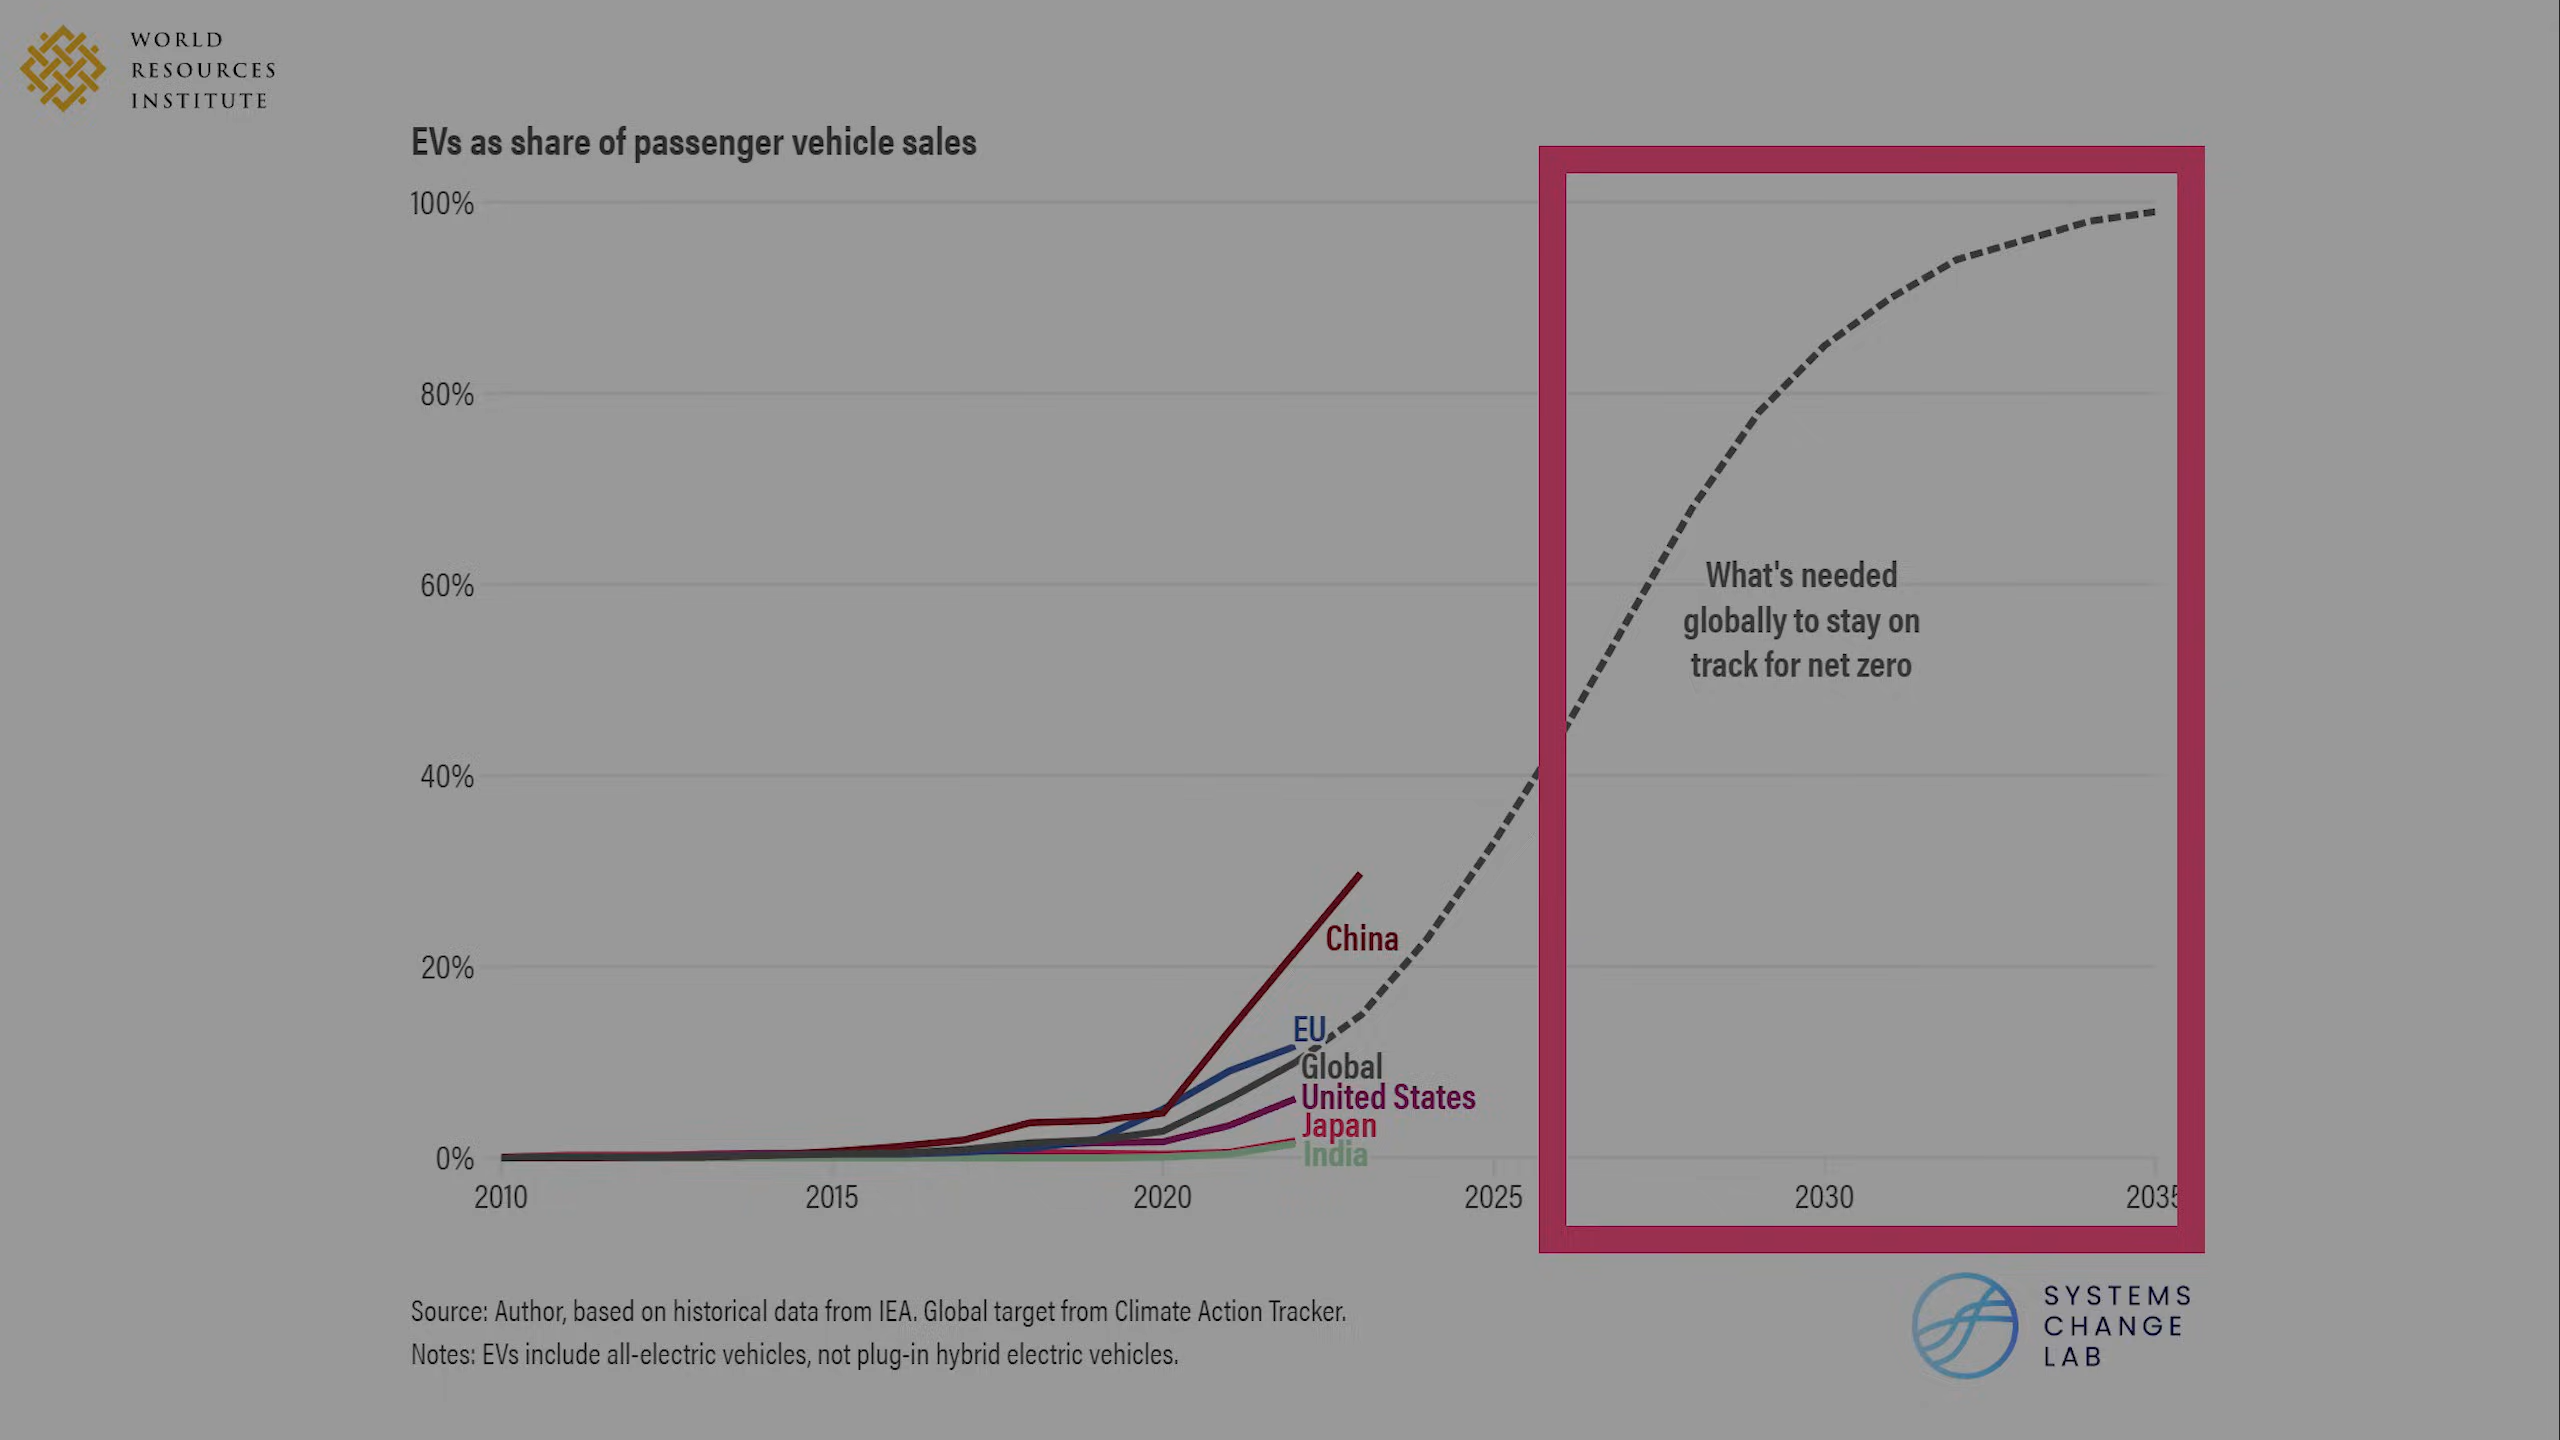 WORLD
RESOURCES
INSTITUTE
EVs as share of passenger vehicle sales
100%
80%
60%
40%
20%
0%
What's needed
globally to stay on
track for net zero
China
EU
Global
United States
Japan
India
2010
2015
2020
2025
2030
2035
Source: Author, based on historical data from IEA. Global target from Climate Action Tracker.
Notes: EVs include all-electric vehicles, not plug-in hybrid electric vehicles.
SYSTEMS
CHANGE
LAB